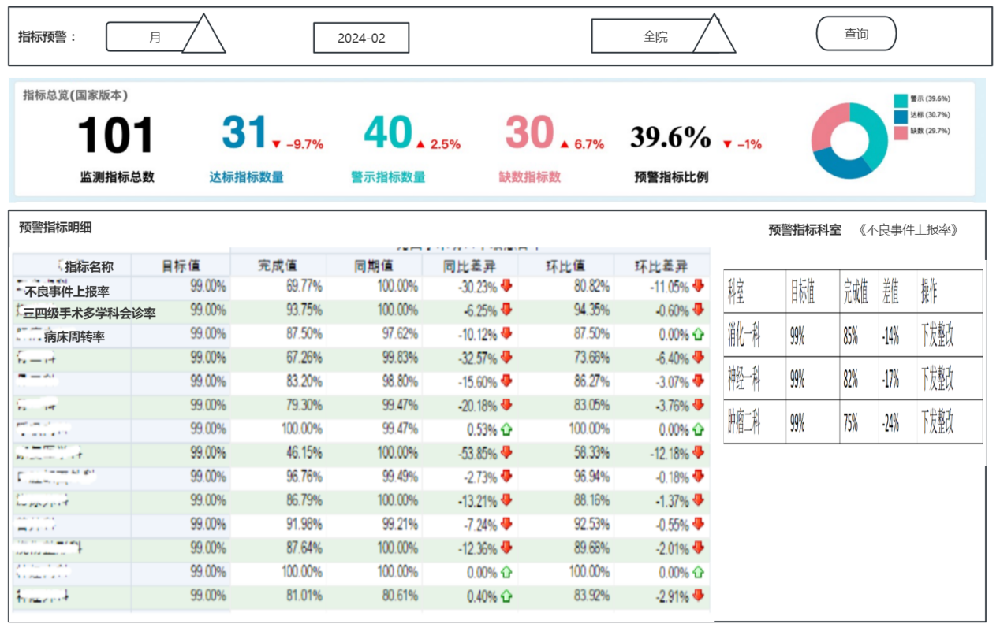 指标预警：
月
2024-02
全院
查询
指标总览(国家版本)
101
监测指标总数
31 ▼ -9.7%
达标指标数量
40 ▲ 2.5%
警示指标数量
30 ▲ 6.7%
缺数指标数
39.6% ▼ -1%
预警指标比例
警示 (39.6%)
达标 (30.7%)
缺数 (29.7%)
预警指标明细
指标名称 目标值 完成值 同期值 同比差异 环比值 环比差异
不良事件上报率 99.00% 69.77% 100.00% -30.23% 80.82% -11.05%
三四级手术多学科会诊率 99.00% 93.75% 100.00% -6.25% 94.35% -0.60%
病床周转率 99.00% 87.50% 97.62% -10.12% 87.50% 0.00%
99.00% 67.26% 99.83% -32.57% 73.66% -6.40%
99.00% 83.20% 98.80% -15.60% 86.27% -3.07%
99.00% 79.30% 99.47% -20.18% 83.05% -3.76%
99.00% 100.00% 99.47% 0.53% 100.00% 0.00%
99.00% 46.15% 100.00% -53.85% 58.33% -12.18%
99.00% 96.76% 99.49% -2.73% 96.94% -0.18%
99.00% 86.79% 100.00% -13.21% 88.16% -1.37%
99.00% 91.98% 99.21% -7.24% 92.53% -0.55%
99.00% 87.64% 100.00% -12.36% 89.66% -2.01%
99.00% 100.00% 100.00% 0.00% 100.00% 0.00%
99.00% 81.01% 80.61% 0.40% 83.92% -2.91%
预警指标科室 《不良事件上报率》
科室 目标值 完成值 差值 操作
消化一科 99% 85% -14% 下发整改
神经一科 99% 82% -17% 下发整改
肿瘤二科 99% 75% -24% 下发整改